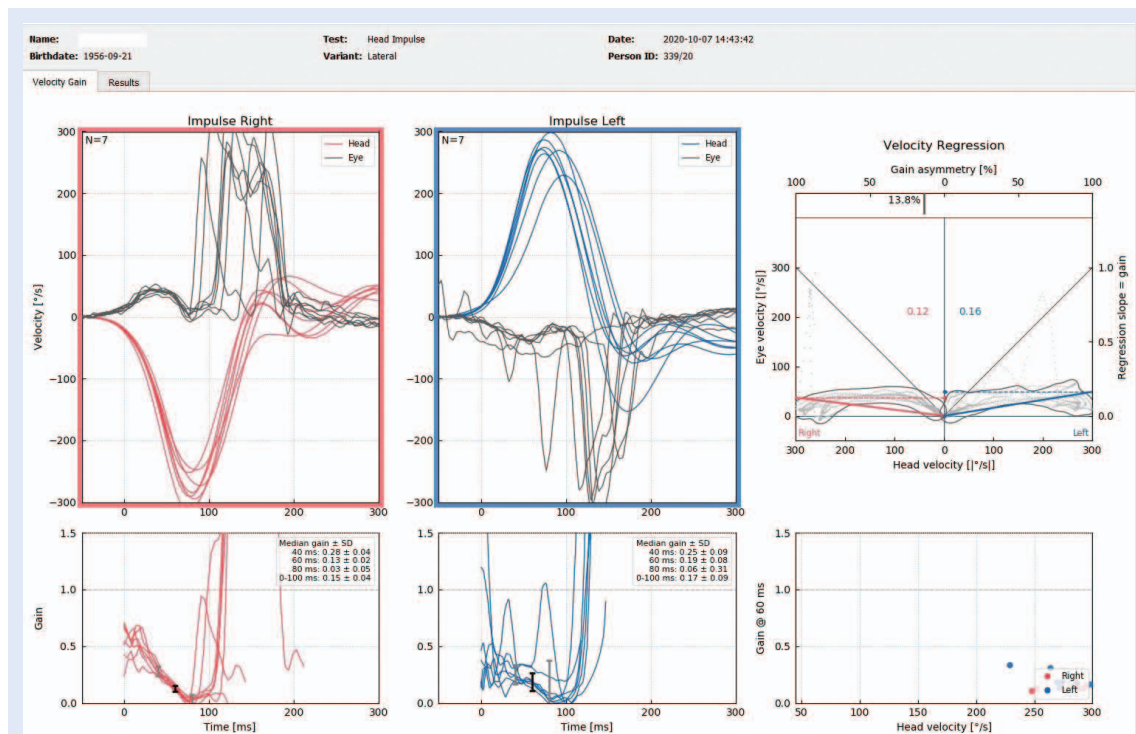 Name: Test: Head Impulse Date: 2020-10-07 14:43:42
Birthdate: 1956-09-21 Variant: Lateral Person ID: 339/20
Velocity Gain Results
Impulse Right
N=7
Head
Eye
300
200
100
0
−100
−200
−300
Velocity [°/s]
0 100 200 300
Impulse Left
N=7
Head
Eye
300
200
100
0
−100
−200
−300
0 100 200 300
Velocity Regression
Gain asymmetry [%]
100 50 0 50 100
13.8%
300
200
100
0
Eye velocity [|°/s|]
0.12 0.16
1.0
0.5
0.0
Regression slope = gain
Right Left
300 200 100 0 100 200 300
Head velocity [|°/s|]
1.5
1.0
0.5
0.0
Gain
Median gain ± SD
40 ms: 0.28 ± 0.04
60 ms: 0.13 ± 0.02
80 ms: 0.03 ± 0.05
0-100 ms: 0.15 ± 0.04
0 100 200 300
Time [ms]
1.5
1.0
0.5
0.0
Median gain ± SD
40 ms: 0.25 ± 0.09
60 ms: 0.19 ± 0.08
80 ms: 0.06 ± 0.31
0-100 ms: 0.17 ± 0.09
0 100 200 300
Time [ms]
1.5
1.0
0.5
0.0
Gain @ 60 ms
Right
Left
50 100 150 200 250 300
Head velocity [°/s]